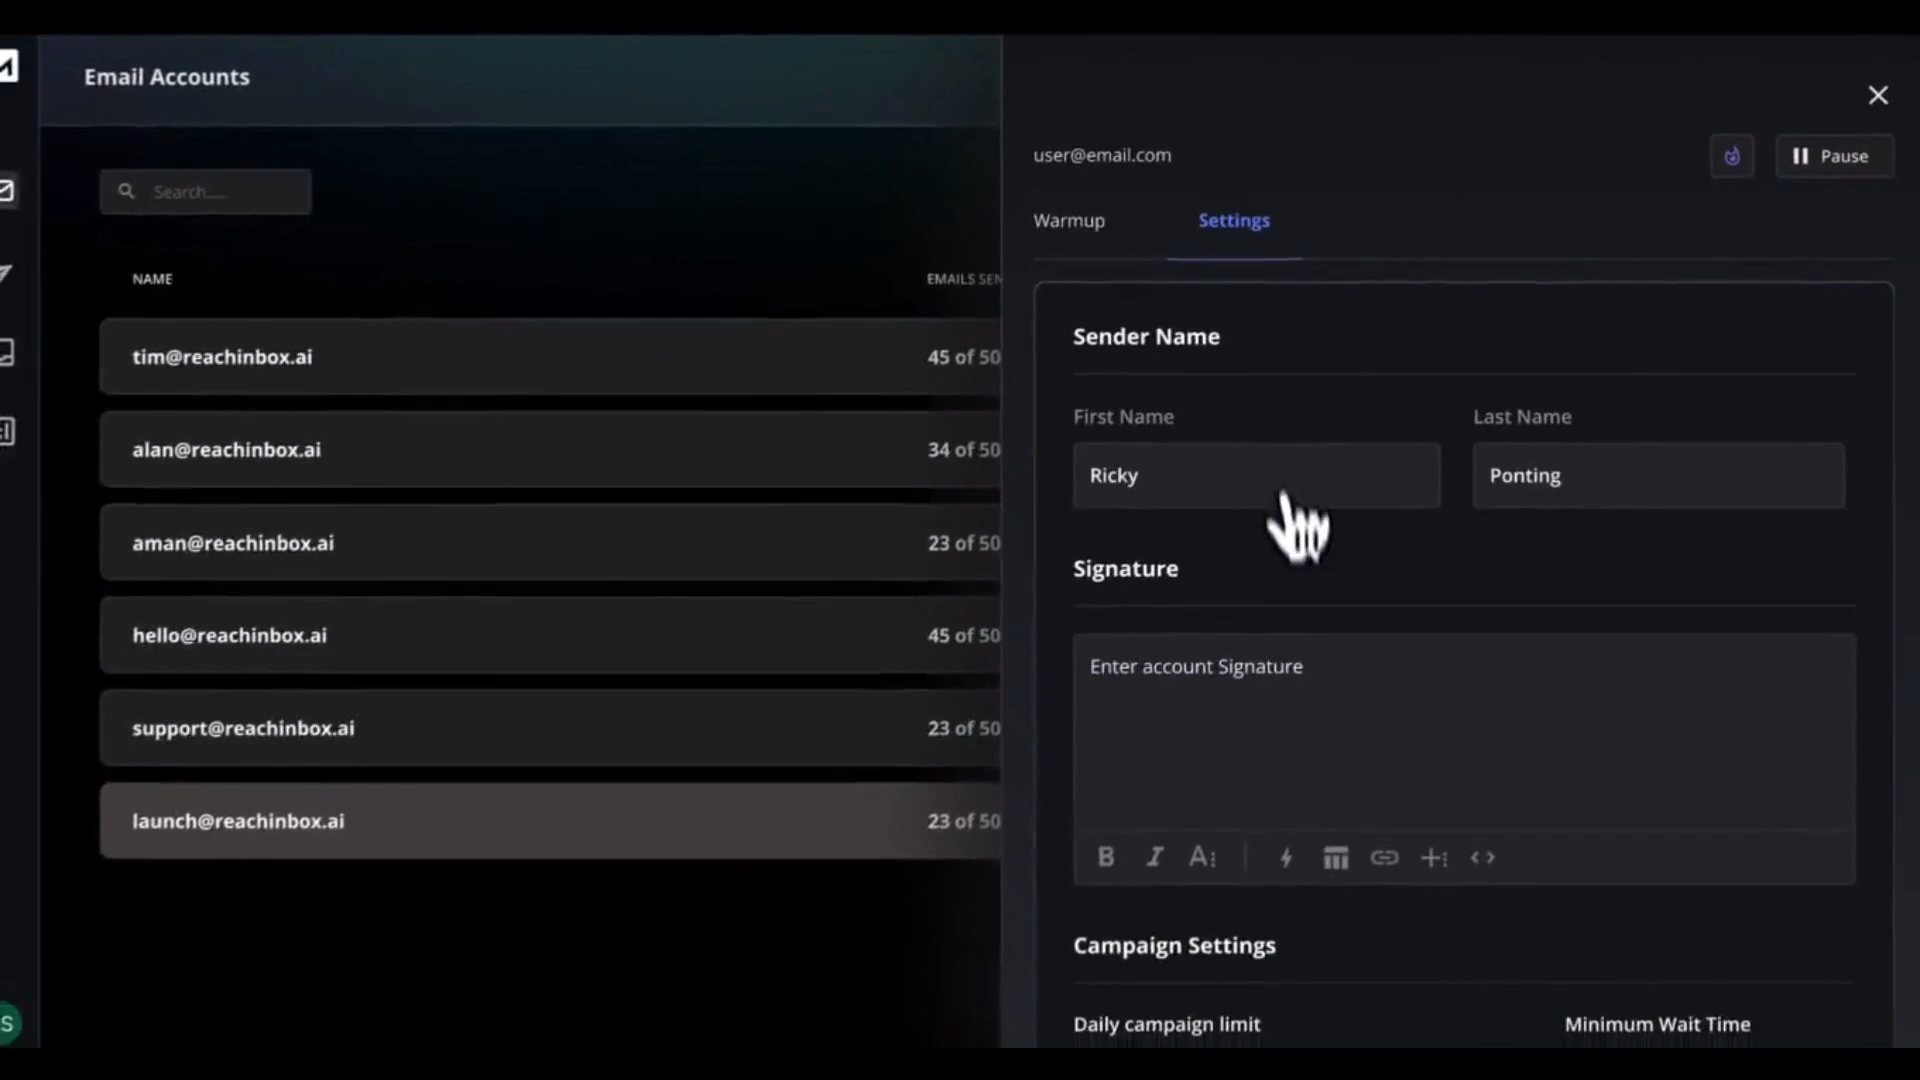 Email Accounts
Search.....
NAME
EMAILS SEN
tim@reachinbox.ai
45 of 50
alan@reachinbox.ai
34 of 50
aman@reachinbox.ai
23 of 50
hello@reachinbox.ai
45 of 50
support@reachinbox.ai
23 of 50
launch@reachinbox.ai
23 of 50
S
user@email.com
Pause
Warmup
Settings
Sender Name
First Name
Last Name
Ricky
Ponting
Signature
Enter account Signature
B I A
Campaign Settings
Daily campaign limit
Minimum Wait Time